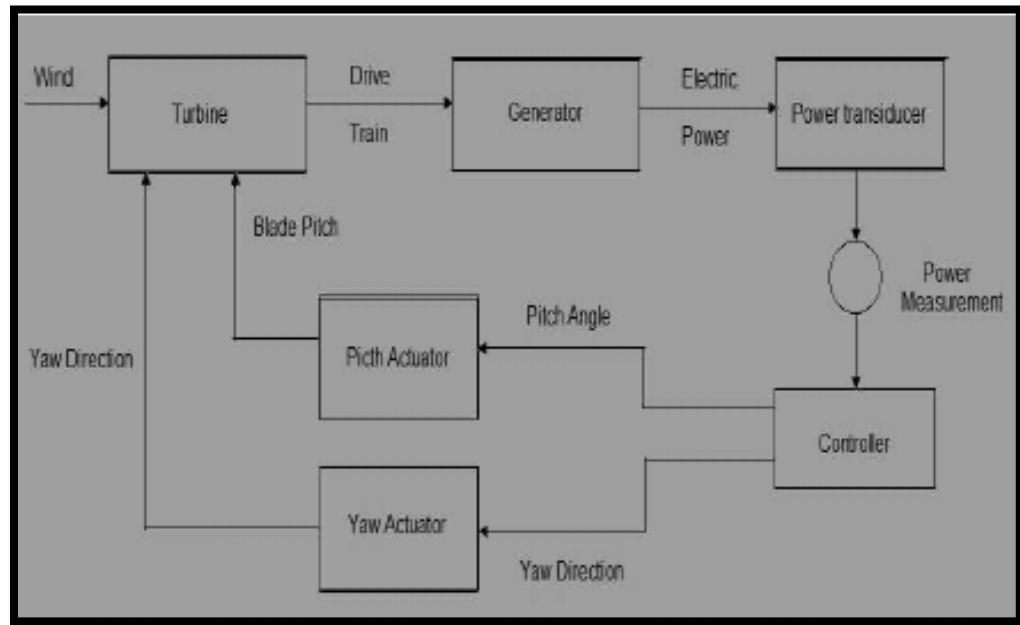 Wind
Turbine
Drive
Train
Generator
Electric
Power
Power transiducer
Blade Pitch
Power
Measurement
Pitch Angle
Yaw Direction
Picth Actuator
Controller
Yaw Actuator
Yaw Direction